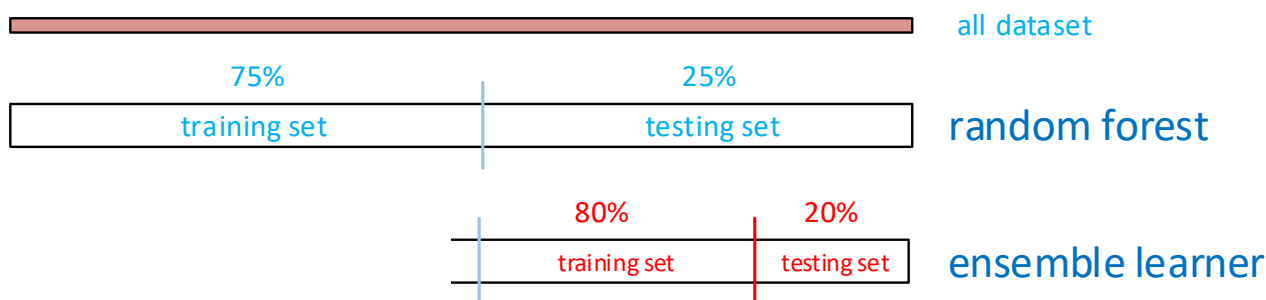 all dataset
75% 25%
training set testing set random forest
80% 20%
training set testing set ensemble learner